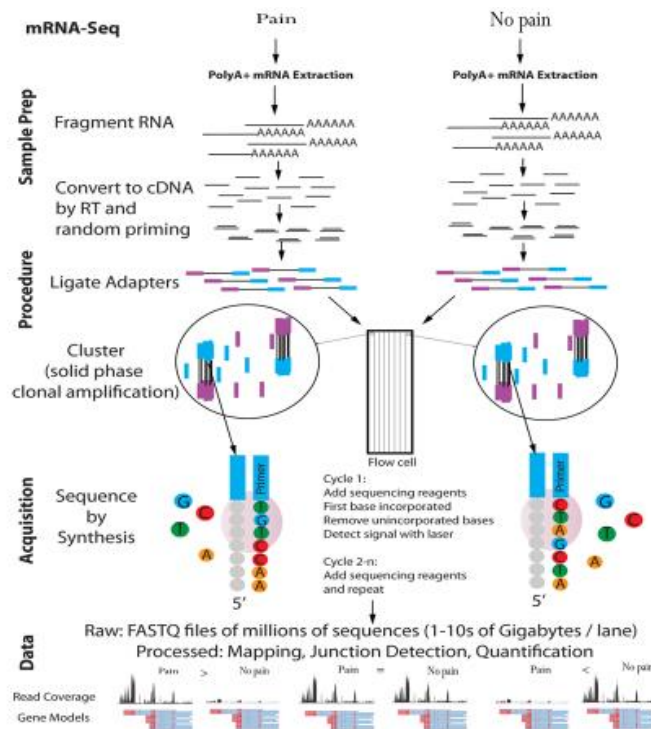 mRNA-Seq
Pain
No pain
PolyA+ mRNA Extraction
PolyA+ mRNA Extraction
Sample Prep
Fragment RNA
AAAAAA
AAAAAA
AAAAAA
AAAAAA
AAAAAA
AAAAAA
AAAAAA
AAAAAA
Convert to cDNA
by RT and
random priming
Procedure
Ligate Adapters
Cluster
(solid phase
clonal amplification)
Flow cell
Acquisition
Sequence
by
Synthesis
G
C
T
A
Primer
T
G
T
C
C
A
A
5’
Cycle 1:
Add sequencing reagents
First base incorporated
Remove unincorporated bases
Detect signal with laser
Cycle 2-n:
Add sequencing reagents
and repeat
Primer
C
T
A
G
C
T
A
5’
G
C
T
A
Data
Raw: FASTQ files of millions of sequences (1-10s of Gigabytes / lane)
Processed: Mapping, Junction Detection, Quantification
Pain > No pain
Pain = No pain
Pain < No pain
Read Coverage
Gene Models